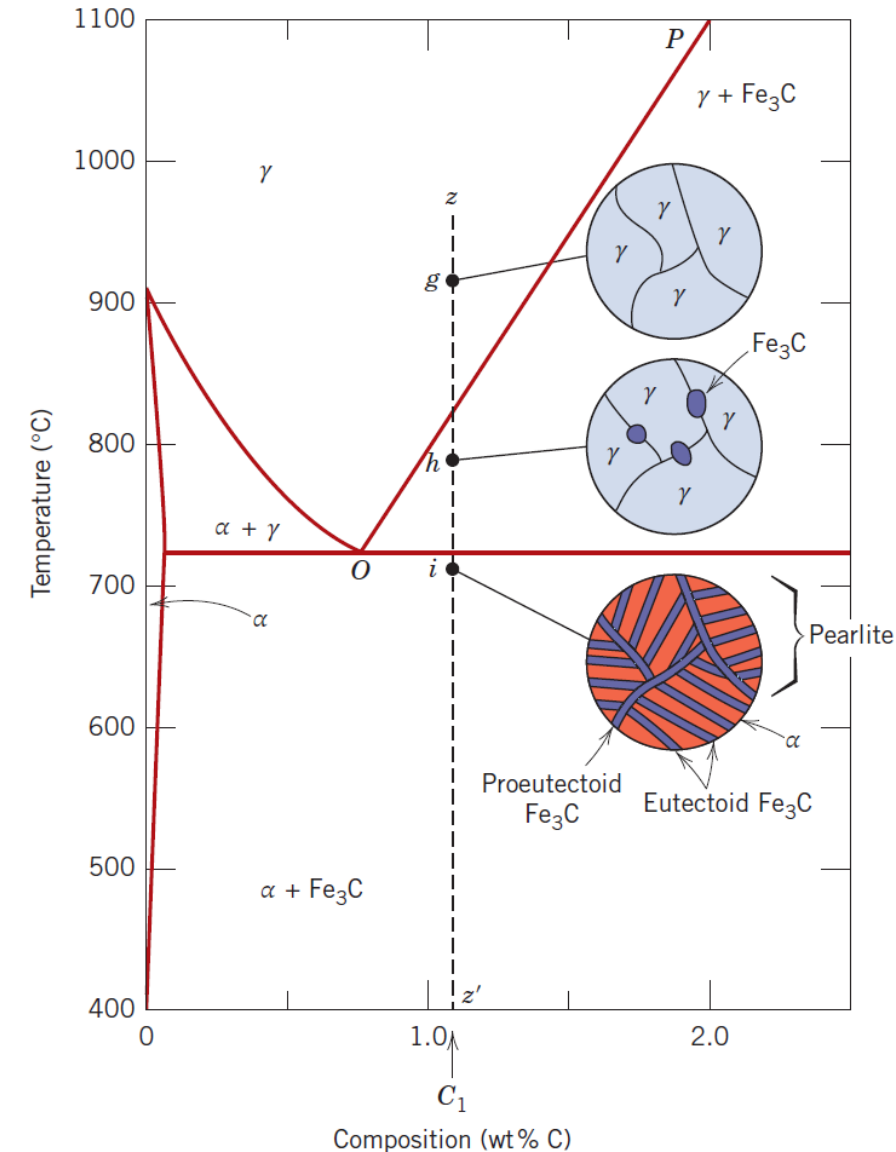 1100
P
γ + Fe₃C
1000
γ
z
γ
γ
γ
γ
g
900
Fe₃C
γ
γ
γ
γ
800
h
α + γ
O
i
700
α
Pearlite
600
α
Proeutectoid
Fe₃C
Eutectoid Fe₃C
500
α + Fe₃C
z′
400
0
1.0
2.0
C₁
Composition (wt% C)
Temperature (°C)